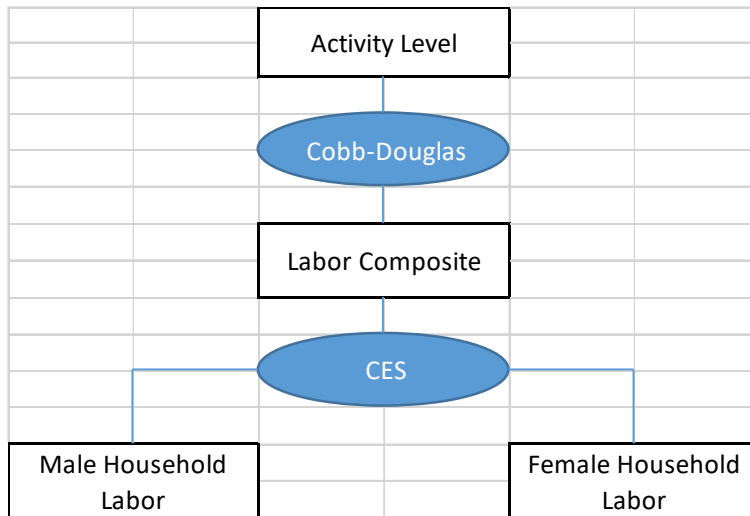 Activity Level
Cobb-Douglas
Labor Composite
CES
Male Household
Labor
Female Household
Labor